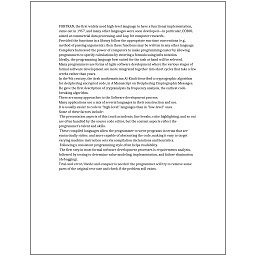 FORTRAN, the first widely used high-level language to have a functional implementation,
came out in 1957, and many other languages were soon developed—in particular, COBOL
aimed at commercial data processing, and Lisp for computer research.
Provided the functions in a library follow the appropriate run-time conventions (e.g.,
method of passing arguments), then these functions may be written in any other language.
Fortran harnessed the power of computers to make programming easier by allowing
programmers to specify calculations by entering a formula using infix notation.
Ideally, the programming language best suited for the task at hand will be selected.
Many programmers use forms of Agile software development where the various stages of
formal software development are more integrated together into short cycles that take a few
weeks rather than years.
In the 9th century, the Arab mathematician Al-Kindi described a cryptographic algorithm
for deciphering encrypted code, in A Manuscript on Deciphering Cryptographic Messages.
He gave the first description of cryptanalysis by frequency analysis, the earliest code-
breaking algorithm.
There are many approaches to the Software development process.
Many applications use a mix of several languages in their construction and use.
It is usually easier to code in "high-level" languages than in "low-level" ones.
Some of these factors include:
The presentation aspects of this (such as indents, line breaks, color highlighting, and so on)
are often handled by the source code editor, but the content aspects reflect the
programmer's talent and skills.
These compiled languages allow the programmer to write programs in terms that are
syntactically richer, and more capable of abstracting the code, making it easy to target
varying machine instruction sets via compilation declarations and heuristics.
Following a consistent programming style often helps readability.
The first step in most formal software development processes is requirements analysis,
followed by testing to determine value modeling, implementation, and failure elimination
(debugging).
Trial-and-error/divide-and-conquer is needed: the programmer will try to remove some
parts of the original test case and check if the problem still exists.